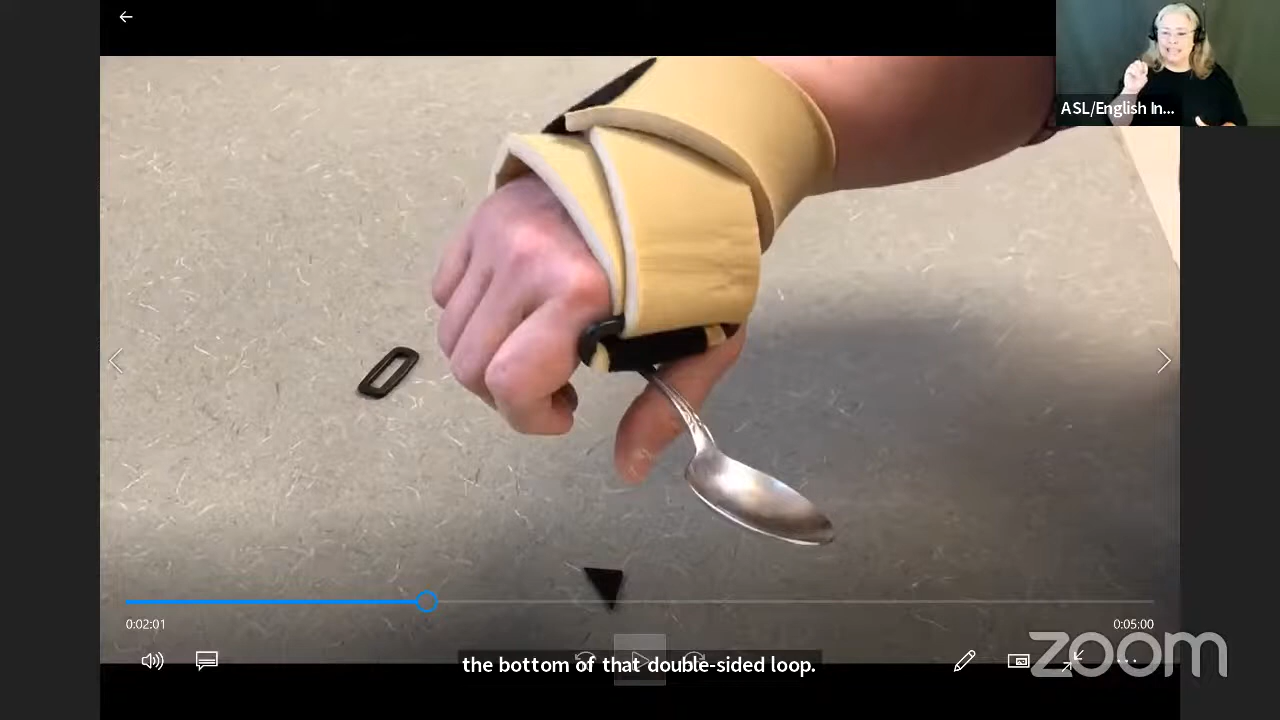 ASL/English In...
0:02:01
0:05:00
the bottom of that double-sided loop.
zoom